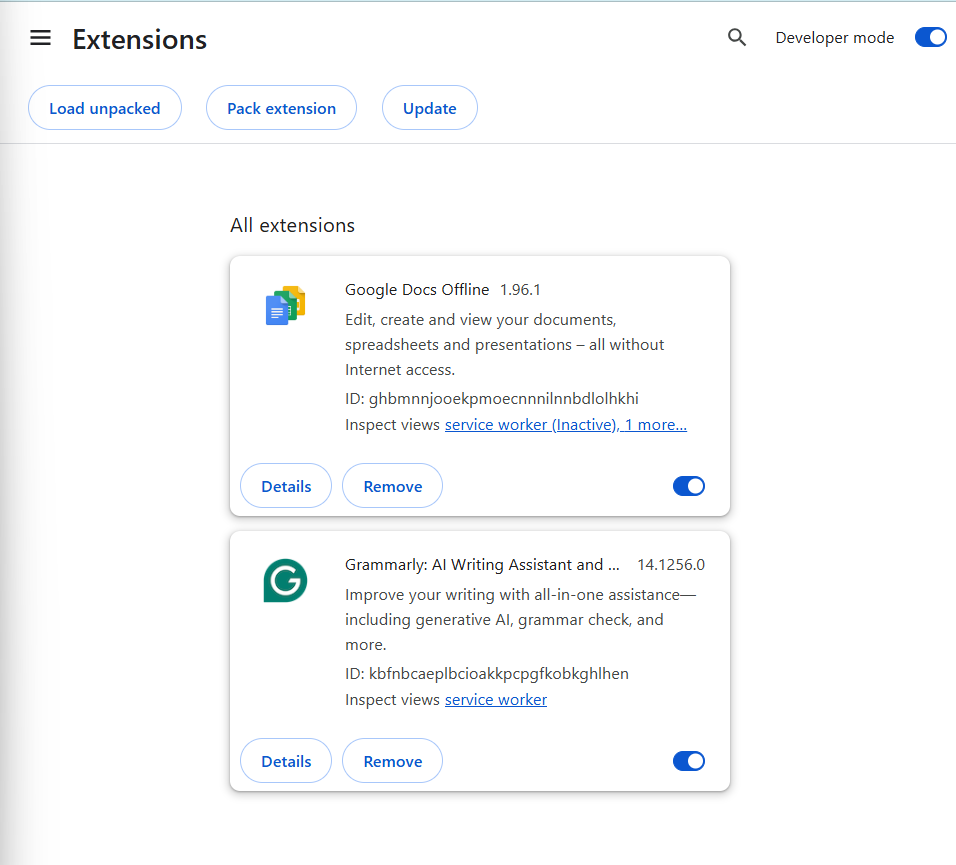 Extensions
Developer mode
Load unpacked
Pack extension
Update
All extensions
Google Docs Offline 1.96.1
Edit, create and view your documents,
spreadsheets and presentations – all without
Internet access.
ID: ghbmnnjooekpmoecnnnilnnbdlolhkhi
Inspect views service worker (Inactive), 1 more...
Details
Remove
Grammarly: AI Writing Assistant and ... 14.1256.0
Improve your writing with all-in-one assistance—
including generative AI, grammar check, and
more.
ID: kbfnbcaeplbcioakkpcpgfkobkghlhen
Inspect views service worker
Details
Remove